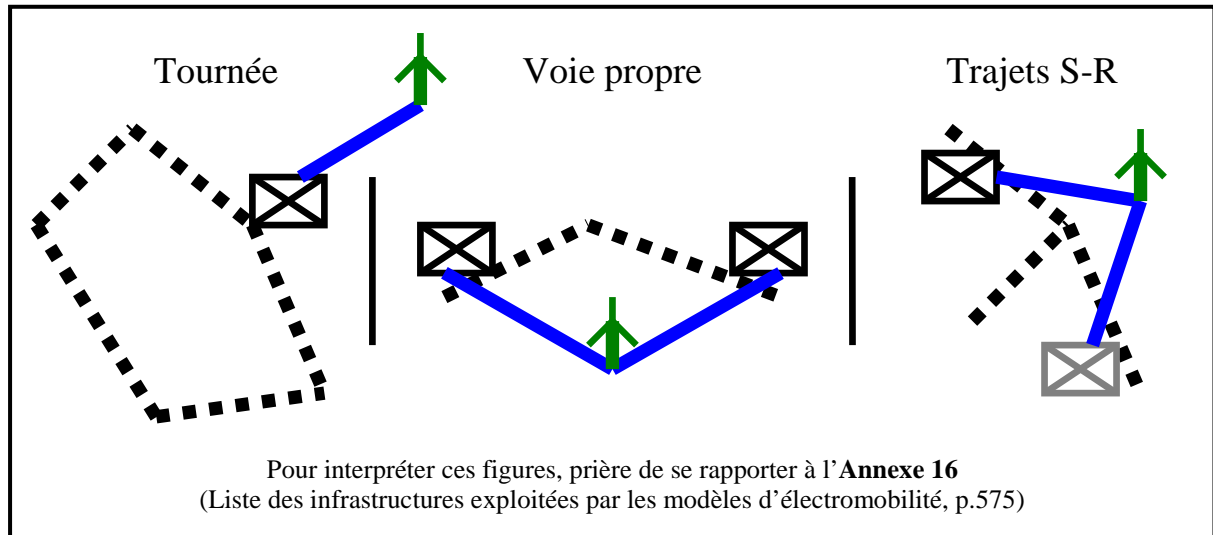 Tournée
Voie propre
Trajets S-R
Pour interpréter ces figures, prière de se rapporter à l’Annexe 16
(Liste des infrastructures exploitées par les modèles d’électromobilité, p.575)